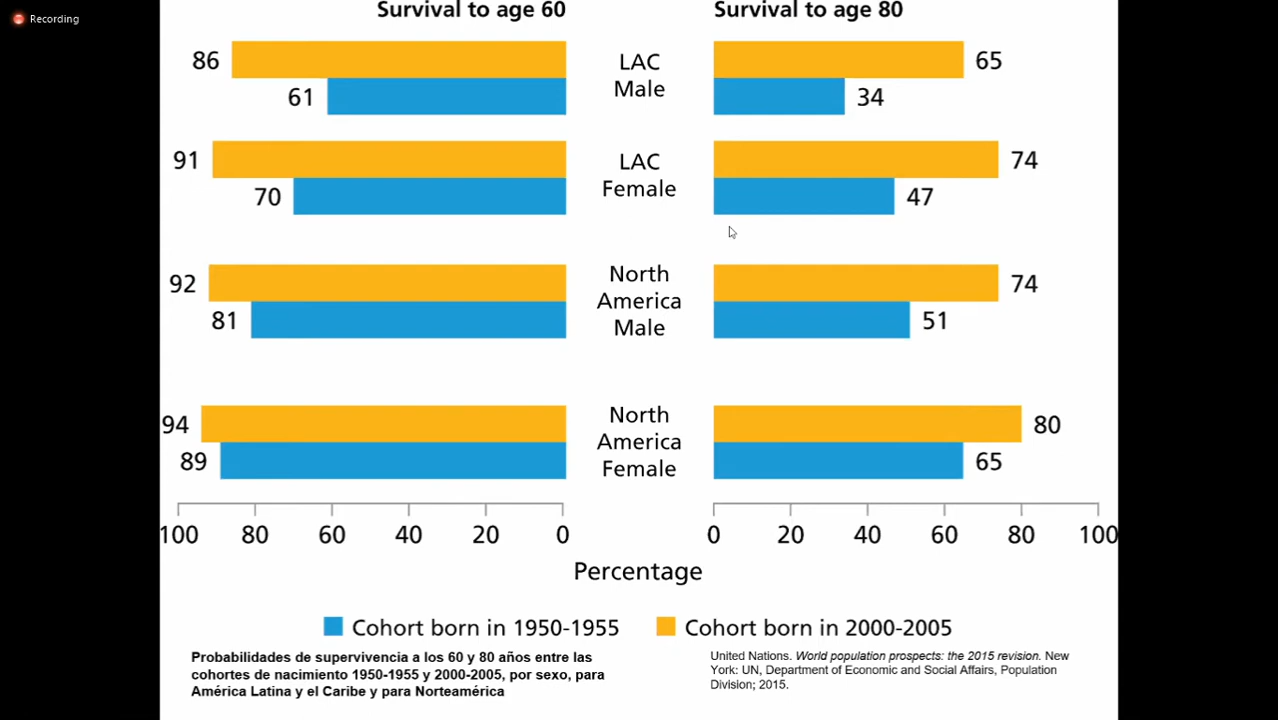 Recording
Survival to age 60
Survival to age 80
86
61
LAC
Male
65
34
91
70
LAC
Female
74
47
92
81
North
America
Male
74
51
94
89
North
America
Female
80
65
100 80 60 40 20 0
0 20 40 60 80 100
Percentage
Cohort born in 1950-1955
Cohort born in 2000-2005
Probabilidades de supervivencia a los 60 y 80 años entre las
cohortes de nacimiento 1950-1955 y 2000-2005, por sexo, para
América Latina y el Caribe y para Norteamérica
United Nations. World population prospects: the 2015 revision. New
York: UN, Department of Economic and Social Affairs, Population
Division; 2015.